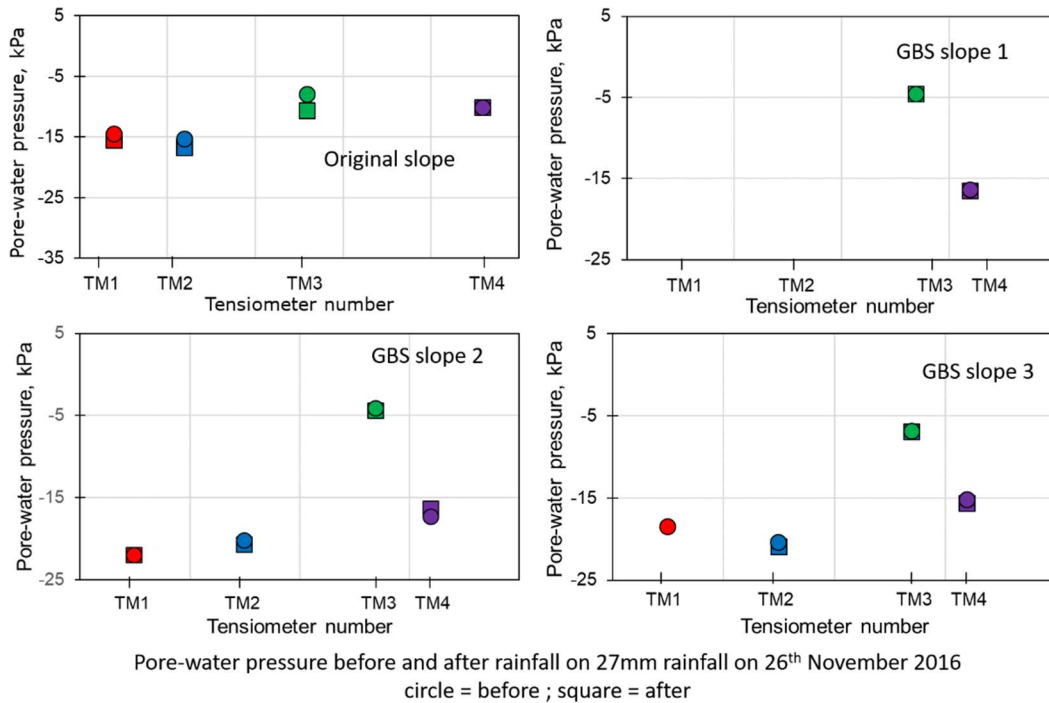 5
-5
-15
-25
-35
Pore-water pressure, kPa
Original slope
TM1 TM2 TM3 TM4
Tensiometer number
5
-5
-15
-25
Pore-water pressure, kPa
GBS slope 1
TM1 TM2 TM3 TM4
Tensiometer number
5
-5
-15
-25
Pore-water pressure, kPa
GBS slope 2
TM1 TM2 TM3 TM4
Tensiometer number
5
-5
-15
-25
Pore-water pressure, kPa
GBS slope 3
TM1 TM2 TM3 TM4
Tensiometer number
Pore-water pressure before and after rainfall on 27mm rainfall on 26th November 2016
circle = before ; square = after